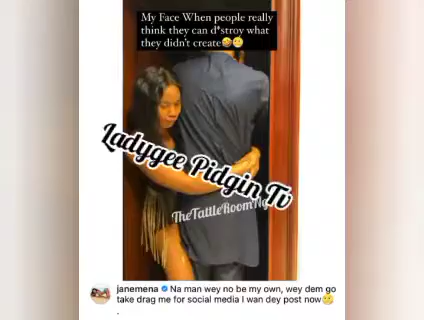 My Face When people really
think they can d*stroy what
they didn't create🤣🤒
Ladygee Pidgin Tv
TheTattleRoomNg
janemena Na man wey no be my own, wey dem go
take drag me for social media I wan dey post now🥲
.